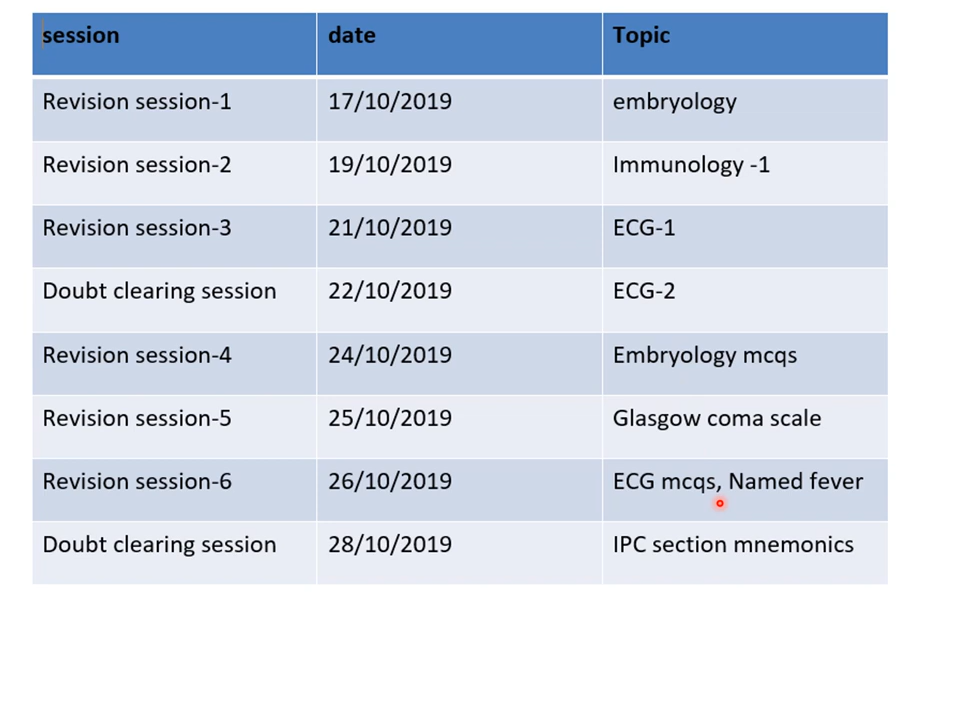 session date Topic
Revision session-1 17/10/2019 embryology
Revision session-2 19/10/2019 Immunology -1
Revision session-3 21/10/2019 ECG-1
Doubt clearing session 22/10/2019 ECG-2
Revision session-4 24/10/2019 Embryology mcqs
Revision session-5 25/10/2019 Glasgow coma scale
Revision session-6 26/10/2019 ECG mcqs, Named fever
Doubt clearing session 28/10/2019 IPC section mnemonics